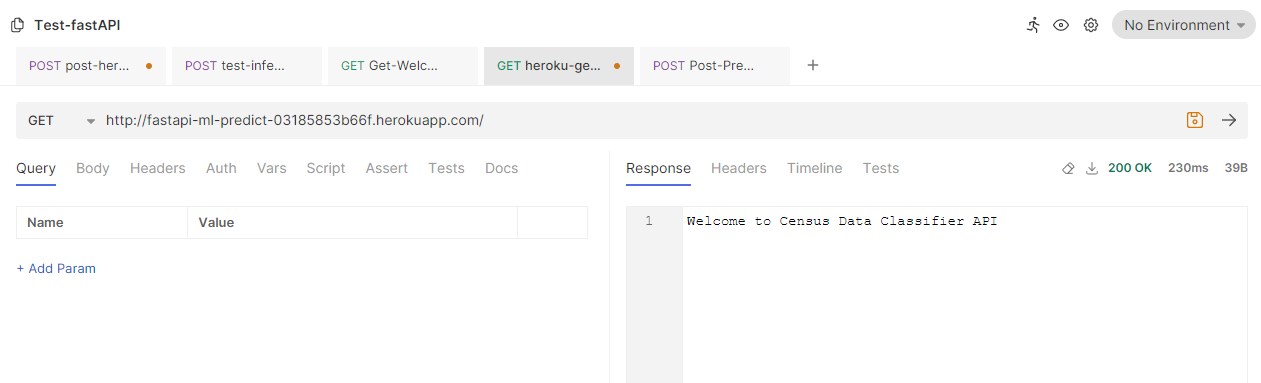 Test-fastAPI
No Environment
POST post-her...
POST test-infe...
GET Get-Welc...
GET heroku-ge...
POST Post-Pre...
+
GET
http://fastapi-ml-predict-03185853b66f.herokuapp.com/
Query Body Headers Auth Vars Script Assert Tests Docs
Name Value
+ Add Param
Response Headers Timeline Tests
200 OK 230ms 39B
1 Welcome to Census Data Classifier API